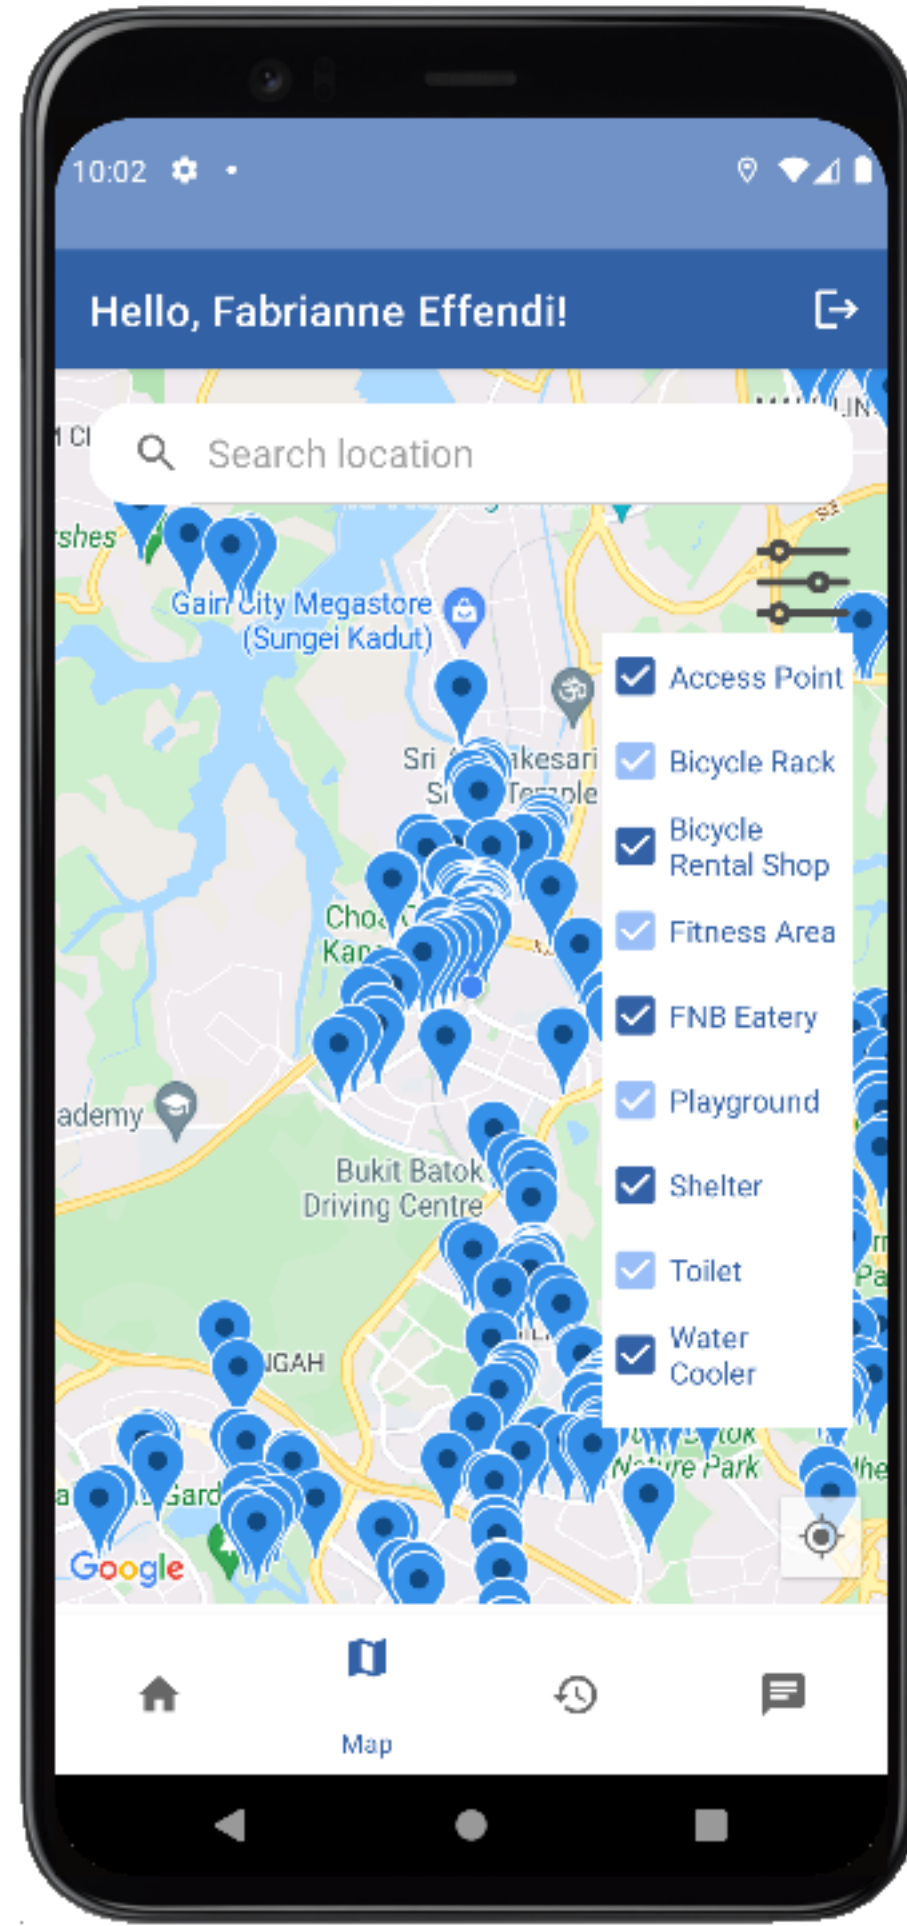 10:02
Hello, Fabrianne Effendi!
Search location
shes
Gain City Megastore
(Sungei Kadut)
Access Point
Sri
Bicycle Rack
Temple
Bicycle
Rental Shop
Fitness Area
FNB Eatery
ademy
Playground
Bukit Batok
Driving Centre
Shelter
Toilet
Water
Cooler
NGAH
Nature Park
Google
Map